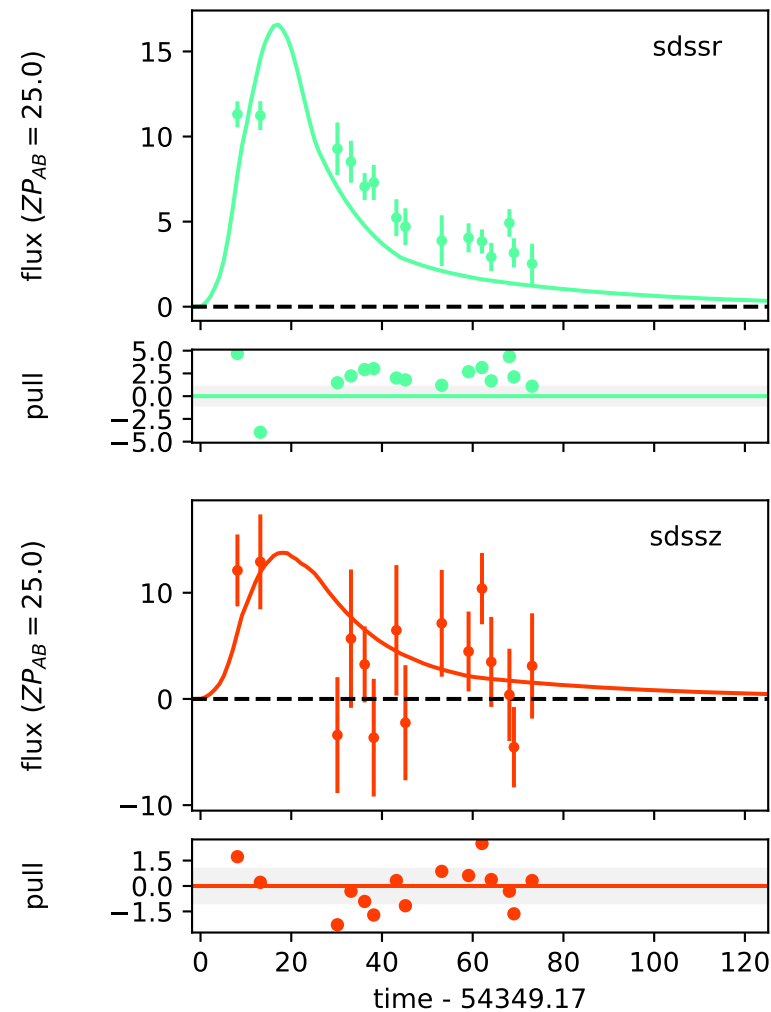 sdssr
flux (ZP_AB = 25.0)
15
10
5
0
pull
5.0
2.5
0.0
−2.5
−5.0
sdssz
flux (ZP_AB = 25.0)
10
0
−10
pull
1.5
0.0
−1.5
0 20 40 60 80 100 120
time - 54349.17